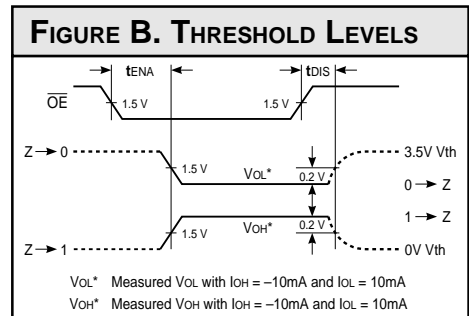 FIGURE B. THRESHOLD LEVELS
tENA tDIS
OE 1.5 V 1.5 V
Z 0 1.5 V VOL* 0.2 V 3.5V Vth
0 Z
Z 1 1.5 V VOH* 0.2 V 1 Z
0V Vth
VOL* Measured VOL with IOH = –10mA and IOL = 10mA
VOH* Measured VOH with IOH = –10mA and IOL = 10mA